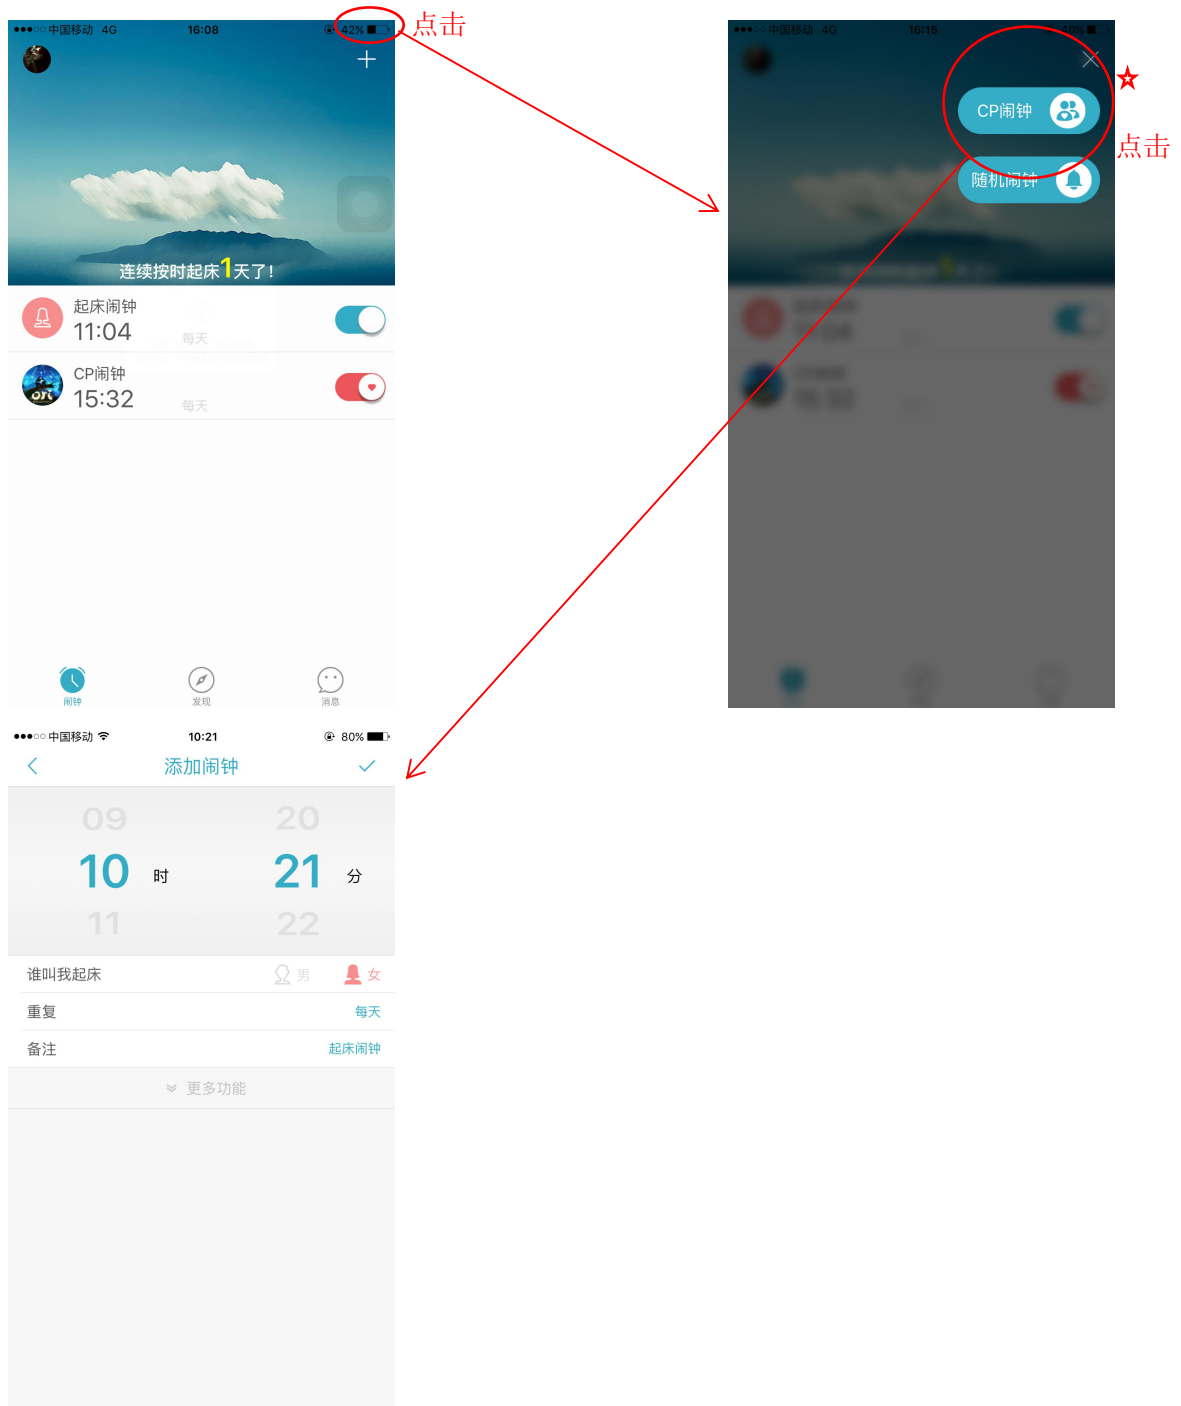 中国移动 4G 16:08 42%
点击
连续按时起床1天了!
起床闹钟
11:04 每天
CP闹钟
15:32 每天
闹钟 发现 消息
中国移动 4G 16:15 40%
CP闹钟
点击
随机闹钟
中国移动 10:21 80%
添加闹钟
09 20
10 时 21 分
11 22
谁叫我起床 男 女
重复 每天
备注 起床闹钟
更多功能